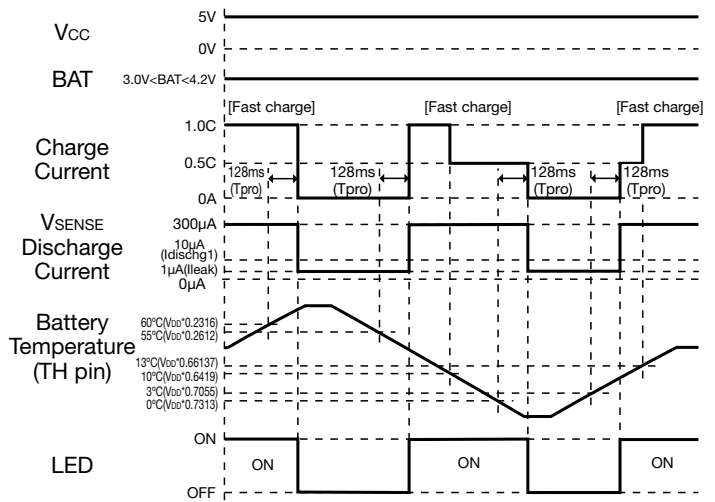 VCC
5V
0V
BAT
3.0V<BAT<4.2V
[Fast charge]
[Fast charge]
[Fast charge]
Charge
Current
1.0C
0.5C
0A
128ms
(Tpro)
128ms
(Tpro)
128ms
(Tpro)
128ms
(Tpro)
VSENSE
Discharge
Current
300μA
10μA
(Idischg1)
1μA(Ileak)
0μA
Battery
Temperature
(TH pin)
60°C(VDD*0.2316)
55°C(VDD*0.2612)
13°C(VDD*0.66137)
10°C(VDD*0.6419)
3°C(VDD*0.7055)
0°C(VDD*0.7313)
LED
ON
OFF
ON
ON
ON